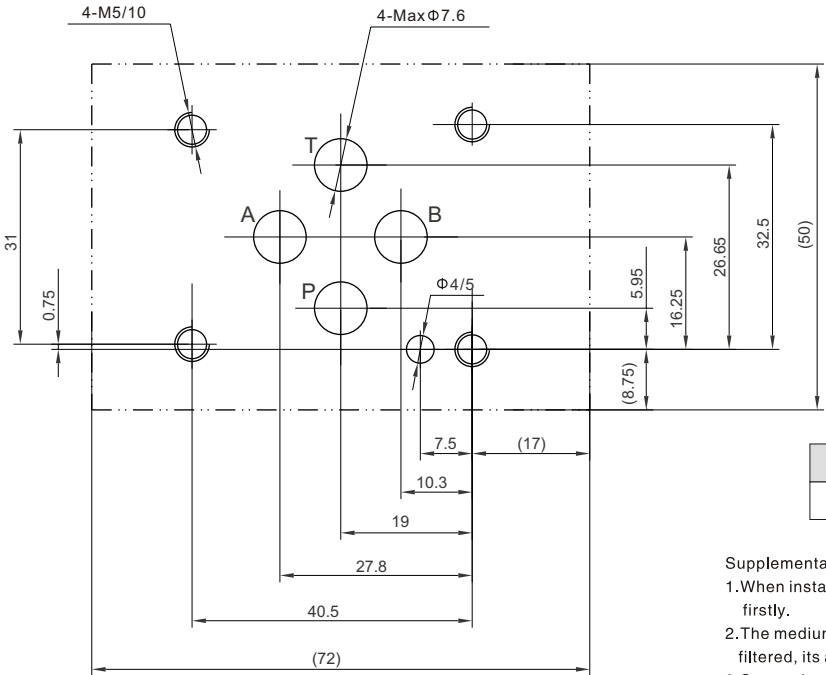 4-M5/10
4-MaxΦ7.6
T
A
B
P
Φ4/5
31
0.75
5.95
16.25
26.65
32.5
(50)
(8.75)
7.5
(17)
10.3
19
27.8
40.5
(72)
Supplementa
1.When insta
firstly.
2.The medium
filtered, its a